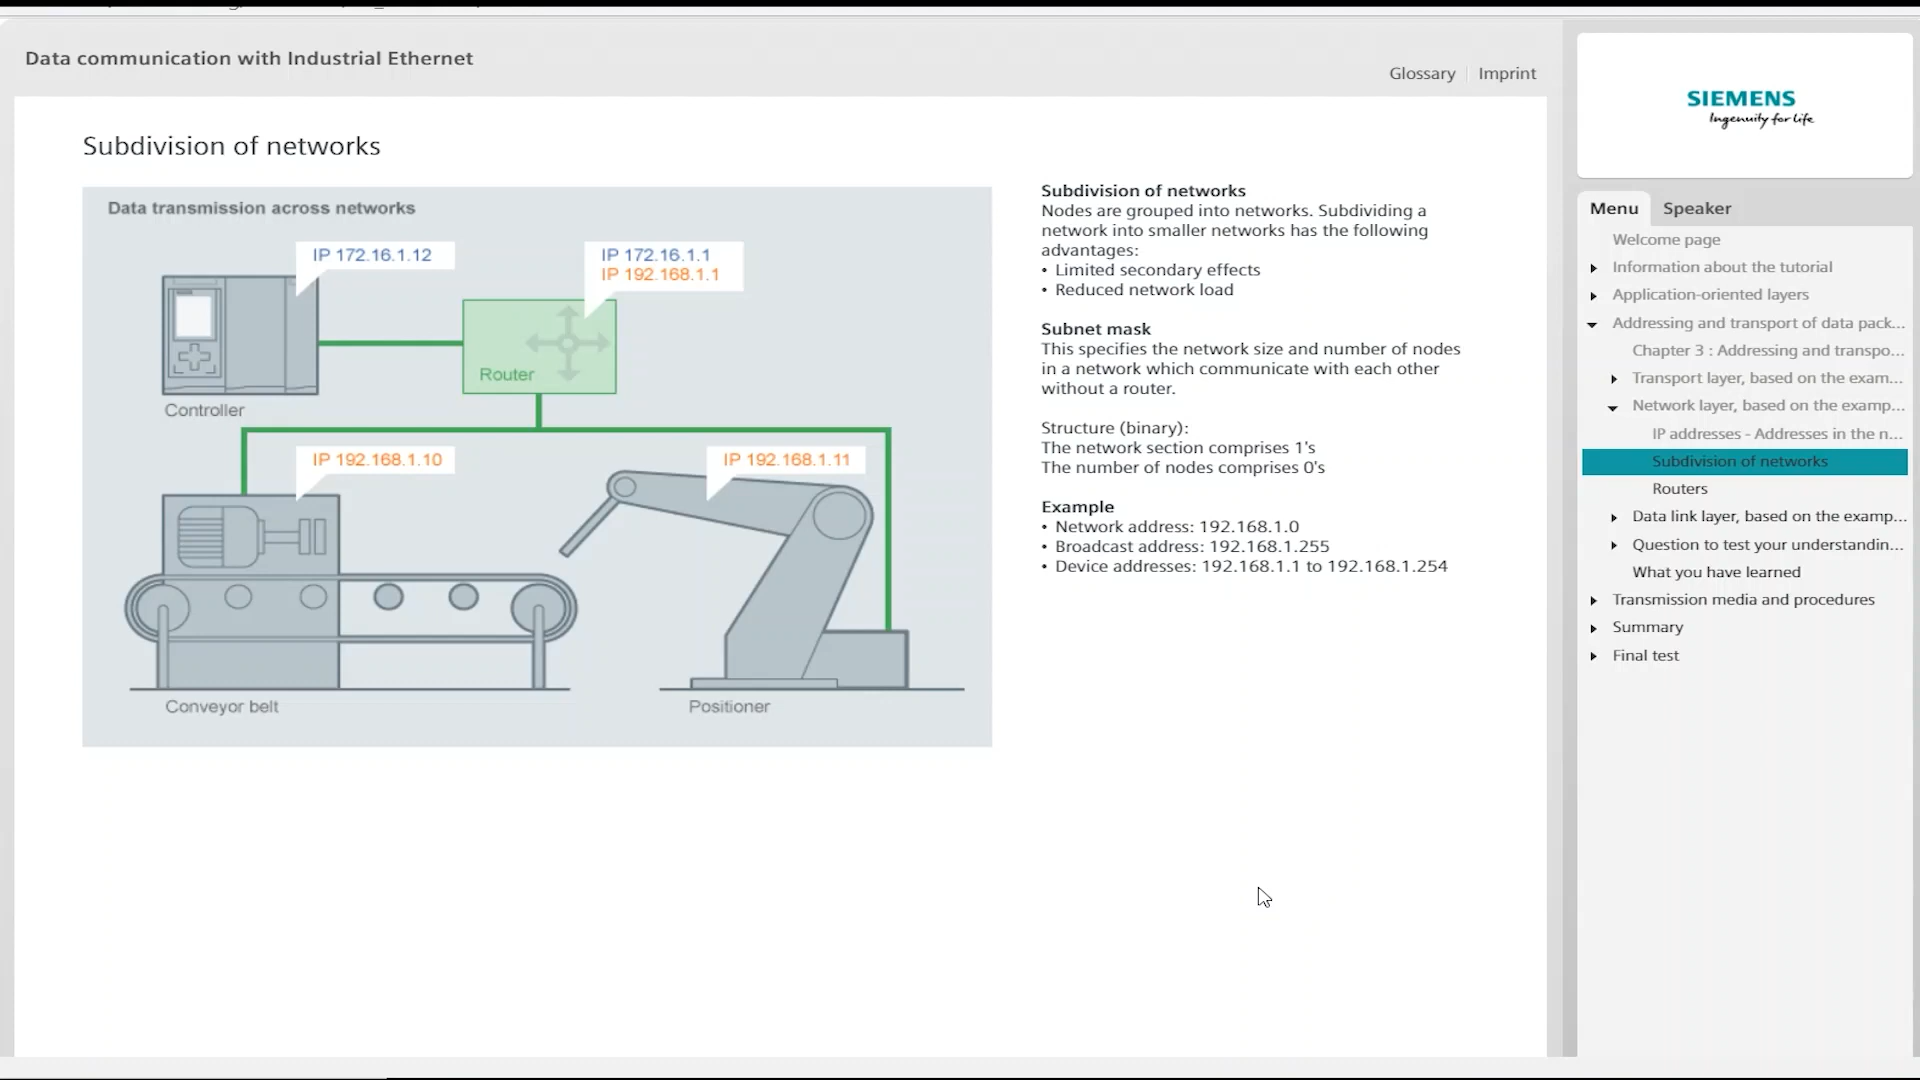 Data communication with Industrial Ethernet
Glossary
Imprint
SIEMENS
Ingenuity for life
Subdivision of networks
Data transmission across networks
IP 172.16.1.12
IP 172.16.1.1
IP 192.168.1.1
Router
Controller
IP 192.168.1.10
IP 192.168.1.11
Conveyor belt
Positioner
Subdivision of networks
Nodes are grouped into networks. Subdividing a
network into smaller networks has the following
advantages:
• Limited secondary effects
• Reduced network load
Subnet mask
This specifies the network size and number of nodes
in a network which communicate with each other
without a router.
Structure (binary):
The network section comprises 1's
The number of nodes comprises 0's
Example
• Network address: 192.168.1.0
• Broadcast address: 192.168.1.255
• Device addresses: 192.168.1.1 to 192.168.1.254
Menu
Speaker
Welcome page
Information about the tutorial
Application-oriented layers
Addressing and transport of data pack...
Chapter 3 : Addressing and transpo...
Transport layer, based on the exam...
Network layer, based on the examp...
IP addresses - Addresses in the n...
Subdivision of networks
Routers
Data link layer, based on the examp...
Question to test your understandin...
What you have learned
Transmission media and procedures
Summary
Final test